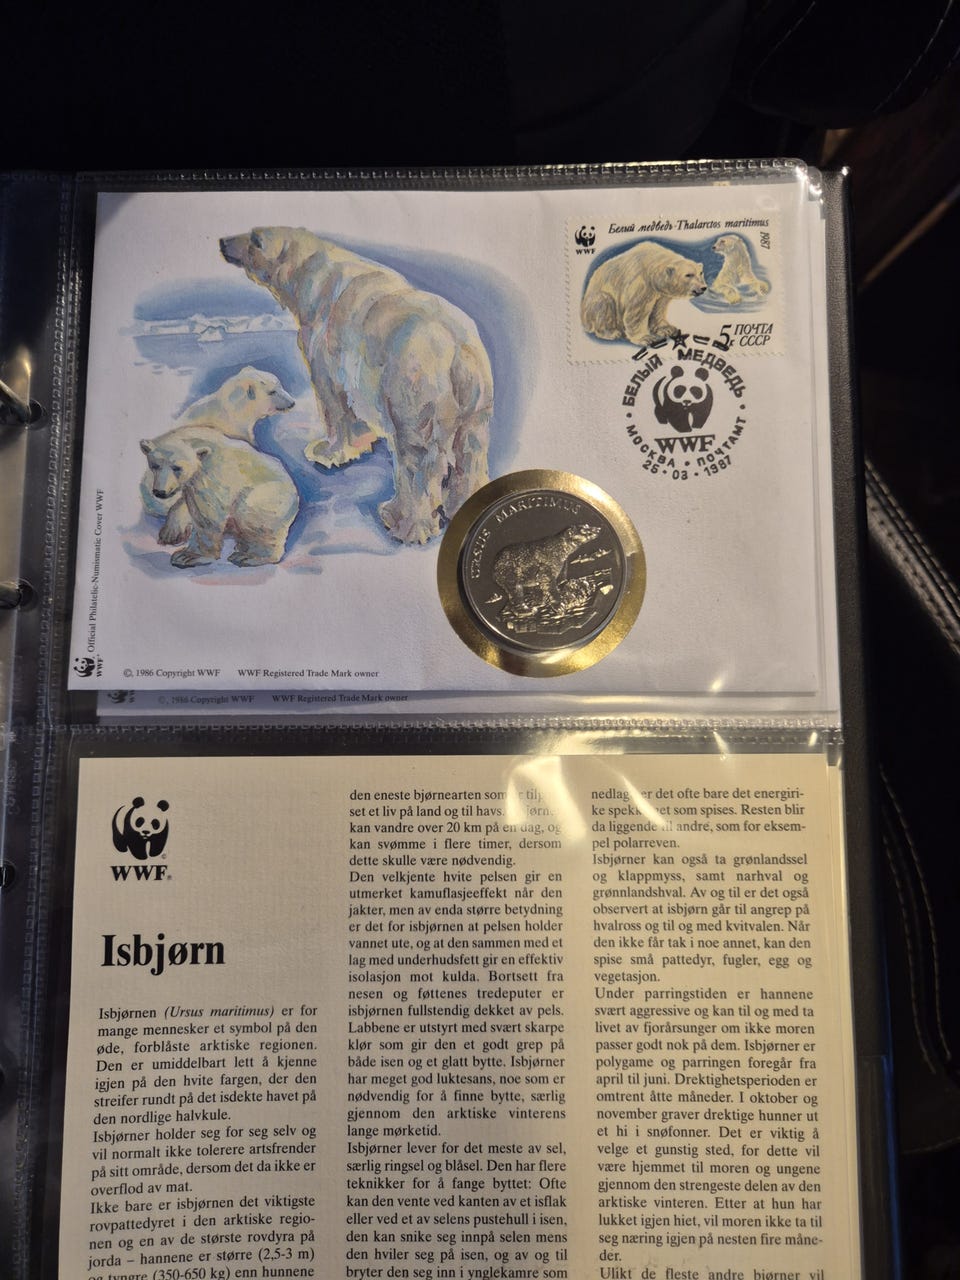 Белый медведь · Thalarctos maritimus
1987
WWF
5к ПОЧТА
СССР
БЕЛЫЙ МЕДВЕДЬ
WWF
МОСКВА • ПОЧТАМТ
25 • 03 • 1987
URSUS MARITIMUS
Official Philatelic-Numismatic Cover WWF
WWF
©, 1986 Copyright WWF WWF Registered Trade Mark owner
©, 1986 Copyright WWF WWF Registered Trade Mark owner
WWF®
Isbjørn
Isbjørnen (Ursus maritimus) er for
mange mennesker et symbol på den
øde, forblåste arktiske regionen.
Den er umiddelbart lett å kjenne
igjen på den hvite fargen, der den
streifer rundt på det isdekte havet på
den nordlige halvkule.
Isbjørner holder seg for seg selv og
vil normalt ikke tolerere artsfrender
på sitt område, dersom det da ikke er
overflod av mat.
Ikke bare er isbjørnen det viktigste
rovpattedyret i den arktiske regio-
nen og en av de største rovdyra på
jorda – hannene er større (2,5-3 m)
og tyngre (350-650 kg) enn hunnene
den eneste bjørnearten som er
set et liv på land og til havs.
kan vandre over 20 km på en dag, og
kan svømme i flere timer, dersom
dette skulle være nødvendig.
Den velkjente hvite pelsen gir en
utmerket kamuflasjeeffekt når den
jakter, men av enda større betydning
er det for isbjørnen at pelsen holder
vannet ute, og at den sammen med et
lag med underhudsfett gir en effektiv
isolasjon mot kulda. Bortsett fra
nesen og føttenes tredeputer er
isbjørnen fullstendig dekket av pels.
Labbene er utstyrt med svært skarpe
klør som gir den et godt grep på
både isen og et glatt bytte. Isbjørner
har meget god luktesans, noe som er
nødvendig for å finne bytte, særlig
gjennom den arktiske vinterens
lange mørketid.
Isbjørner lever for det meste av sel,
særlig ringsel og blåsel. Den har flere
teknikker for å fange byttet: Ofte
kan den vente ved kanten av et isflak
eller ved et av selens pustehull i isen,
den kan snike seg innpå selen mens
den hviler seg på isen, og av og til
bryter den seg inn i ynglekamre som
er det ofte bare det energiri-
ke som spises. Resten blir
da liggende til andre, som for eksem-
pel polarreven.
Isbjørner kan også ta grønlandssel
og klappmyss, samt narhval og
grønnlandshval. Av og til er det også
observert at isbjørn går til angrep på
hvalross og til og med kvitvalen. Når
den ikke får tak i noe annet, kan den
spise små pattedyr, fugler, egg og
vegetasjon.
Under parringstiden er hannene
svært aggressive og kan til og med ta
livet av fjorårsunger om ikke moren
passer godt nok på dem. Isbjørner er
polygame og parringen foregår fra
april til juni. Drektighetsperioden er
omtrent åtte måneder. I oktober og
november graver drektige hunner ut
et hi i snøfonner. Det er viktig å
velge et gunstig sted, for dette vil
være hjemmet til moren og ungene
gjennom den strengeste delen av den
arktiske vinteren. Etter at hun har
lukket igjen hiet, vil moren ikke ta til
seg næring igjen på nesten fire måne-
der.
Ulikt de fleste andre bjørner vil